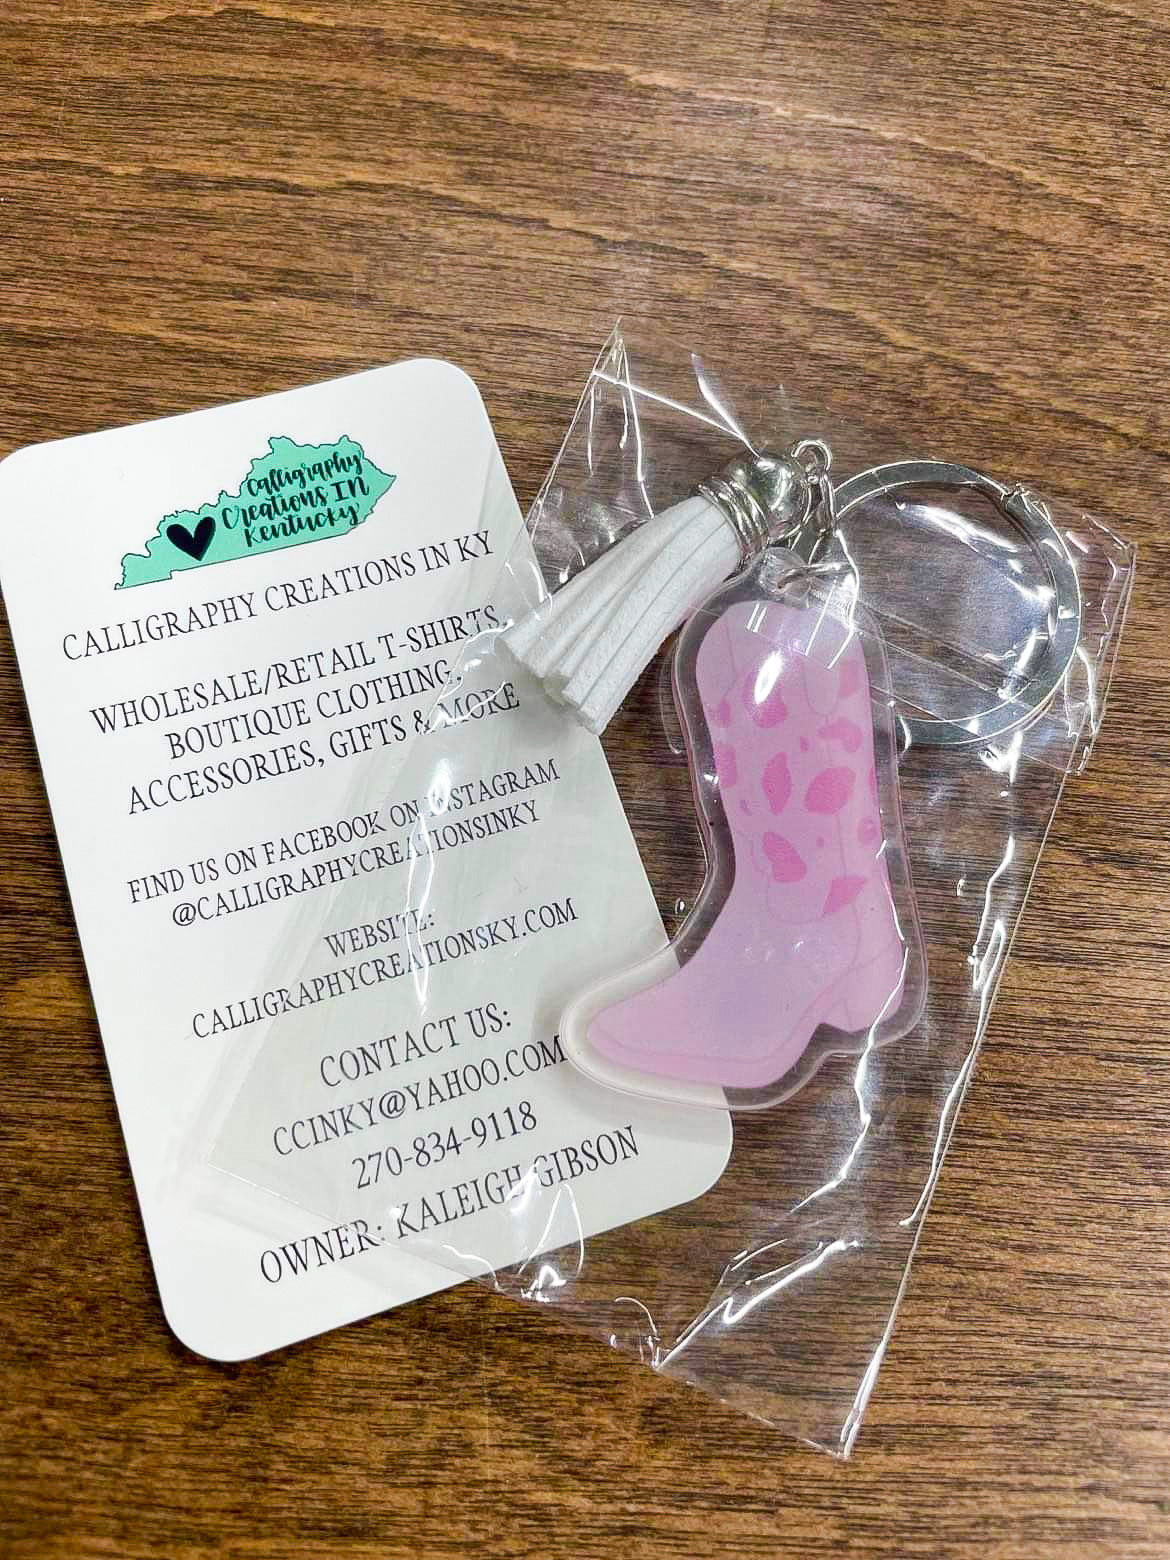 Calligraphy
Creations IN
Kentucky
CALLIGRAPHY CREATIONS IN KY
WHOLESALE/RETAIL T-SHIRTS,
BOUTIQUE CLOTHING,
ACCESSORIES, GIFTS & MORE
FIND US ON FACEBOOK ON INSTAGRAM
@CALLIGRAPHYCREATIONSINKY
WEBSITE:
CALLIGRAPHYCREATIONSKY.COM
CONTACT US:
CCINKY@YAHOO.COM
270-834-9118
OWNER: KALEIGH GIBSON